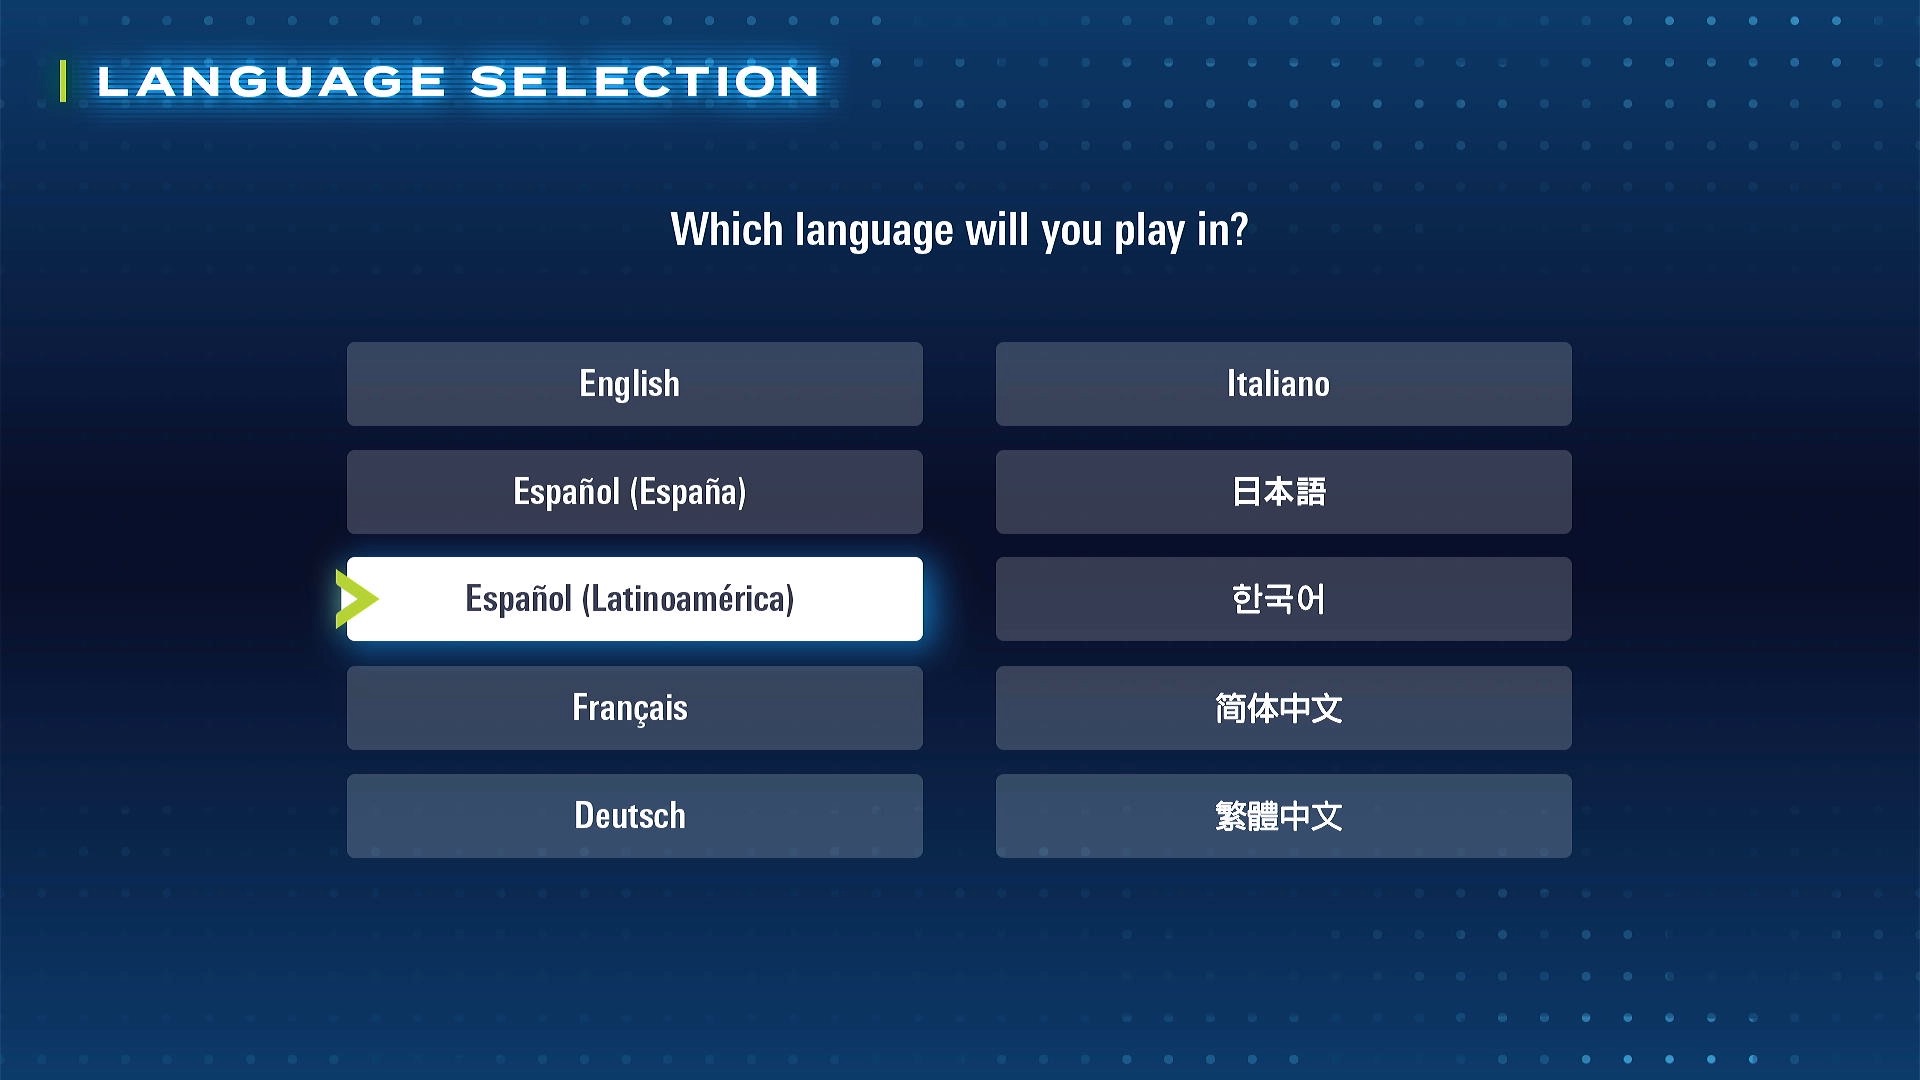 LANGUAGE SELECTION
Which language will you play in?
English
Español (España)
Español (Latinoamérica)
Français
Deutsch
Italiano
日本語
한국어
简体中文
繁體中文